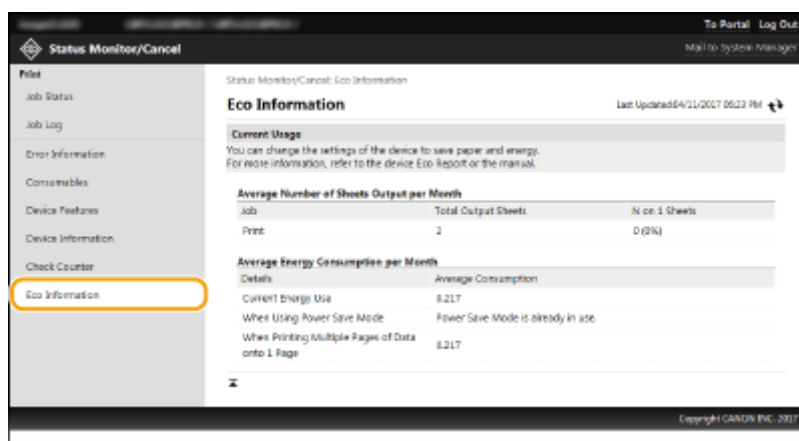 To Portal Log Out
Status Monitor/Cancel
Mail to System Manager
Print
Job Status
Job Log
Error Information
Consumables
Device Features
Device Information
Check Counter
Eco Information
Status Monitor/Cancel: Eco Information
Eco Information
Last Updated:04/11/2017 06:23 PM
Current Usage
You can change the settings of the device to save paper and energy.
For more information, refer to the device Eco Report or the manual.
Average Number of Sheets Output per Month
Job Total Output Sheets N on 1 Sheets
Print 2 0 (0%)
Average Energy Consumption per Month
Details Average Consumption
Current Energy Use 0.217
When Using Power Save Mode Power Save Mode is already in use.
When Printing Multiple Pages of Data
onto 1 Page 0.217
Copyright CANON INC. 2017